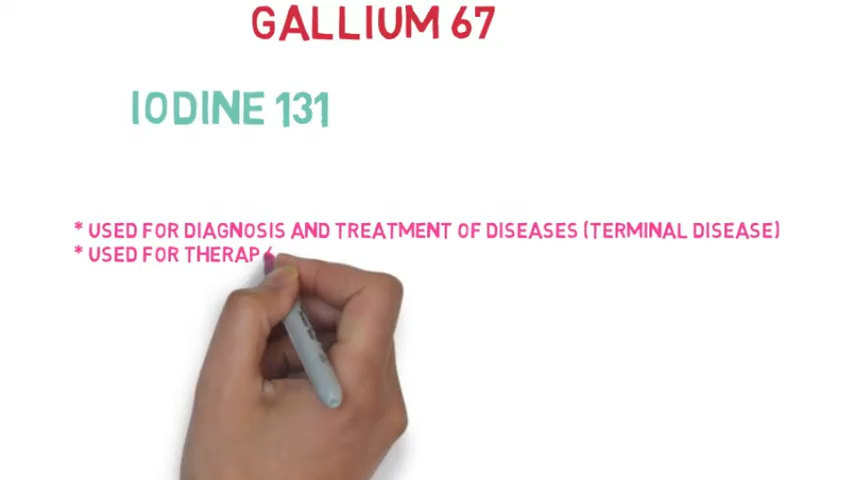 GALLIUM 67
IODINE 131
* USED FOR DIAGNOSIS AND TREATMENT OF DISEASES (TERMINAL DISEASE)
* USED FOR THERAP